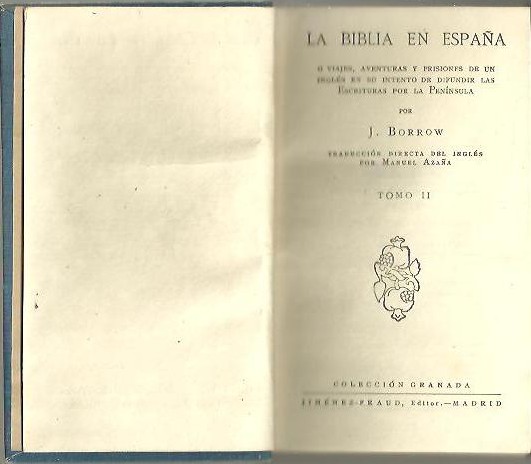 LA BIBLIA EN ESPAÑA
O VIAJES, AVENTURAS Y PRISIONES DE UN
INGLÉS EN SU INTENTO DE DIFUNDIR LAS
ESCRITURAS POR LA PENÍNSULA
POR
J. BORROW
TRADUCCIÓN DIRECTA DEL INGLÉS
POR MANUEL AZAÑA
TOMO II
COLECCIÓN GRANADA
JIMÉNEZ-FRAUD, Editor.—MADRID